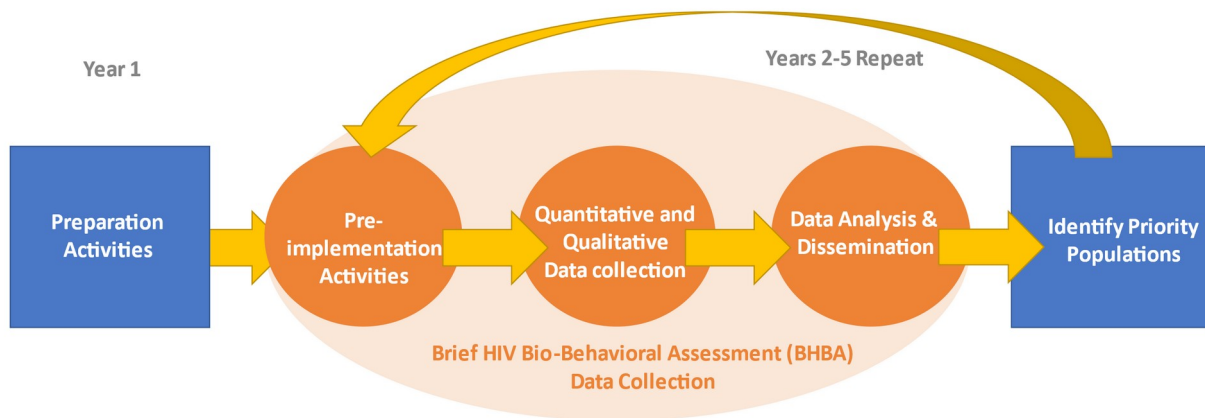 Year 1
Years 2-5 Repeat
Preparation
Activities
Pre-
implementation
Activities
Quantitative and
Qualitative
Data collection
Data Analysis &
Dissemination
Identify Priority
Populations
Brief HIV Bio-Behavioral Assessment (BHBA)
Data Collection